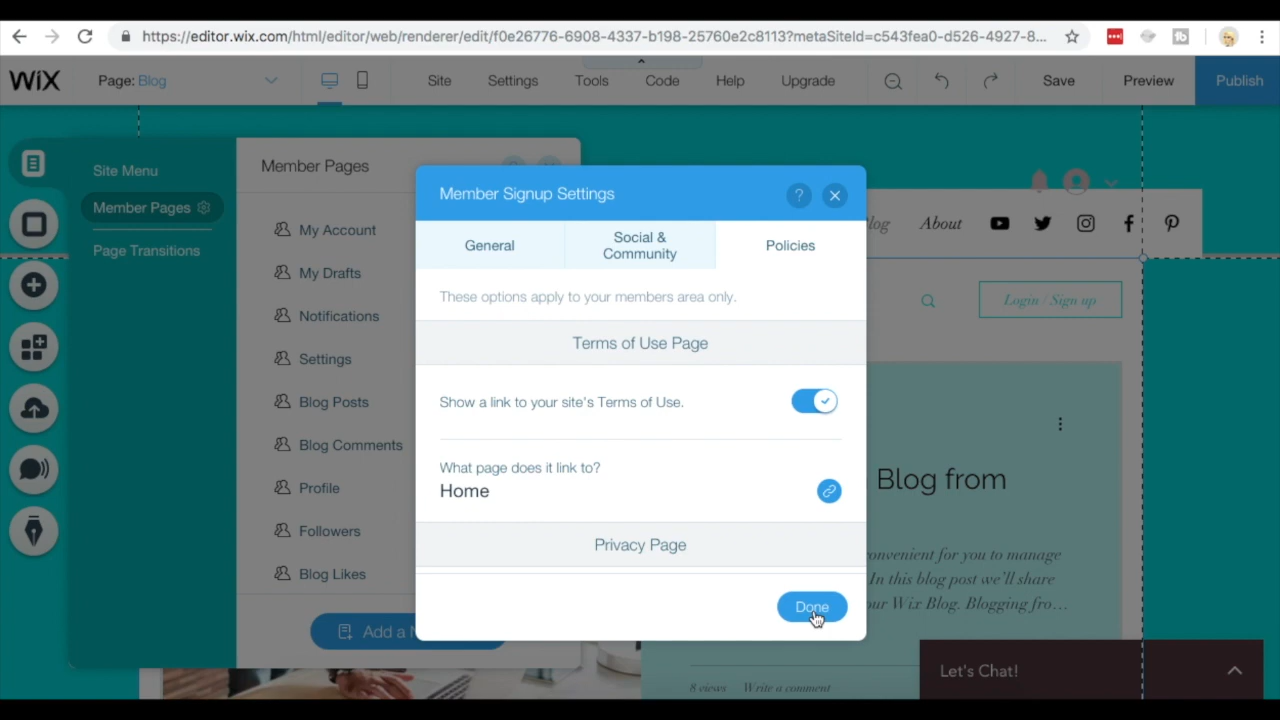 https://editor.wix.com/html/editor/web/renderer/edit/f0e26776-6908-4337-b198-25760e2c8113?metaSiteId=c543fea0-d526-4927-8...
WIX
Page: Blog
Site
Settings
Tools
Code
Help
Upgrade
Save
Preview
Publish
Site Menu
Member Pages
Page Transitions
Member Pages
My Account
My Drafts
Notifications
Settings
Blog Posts
Blog Comments
Profile
Followers
Blog Likes
Add a
Member Signup Settings
?
General
Social &
Community
Policies
These options apply to your members area only.
Terms of Use Page
Show a link to your site's Terms of Use.
What page does it link to?
Home
Privacy Page
Done
About
Login / Sign up
Blog from
convenient for you to manage
In this blog post we'll share
our Wix Blog. Blogging fro...
8 views
Write a comment
Let's Chat!